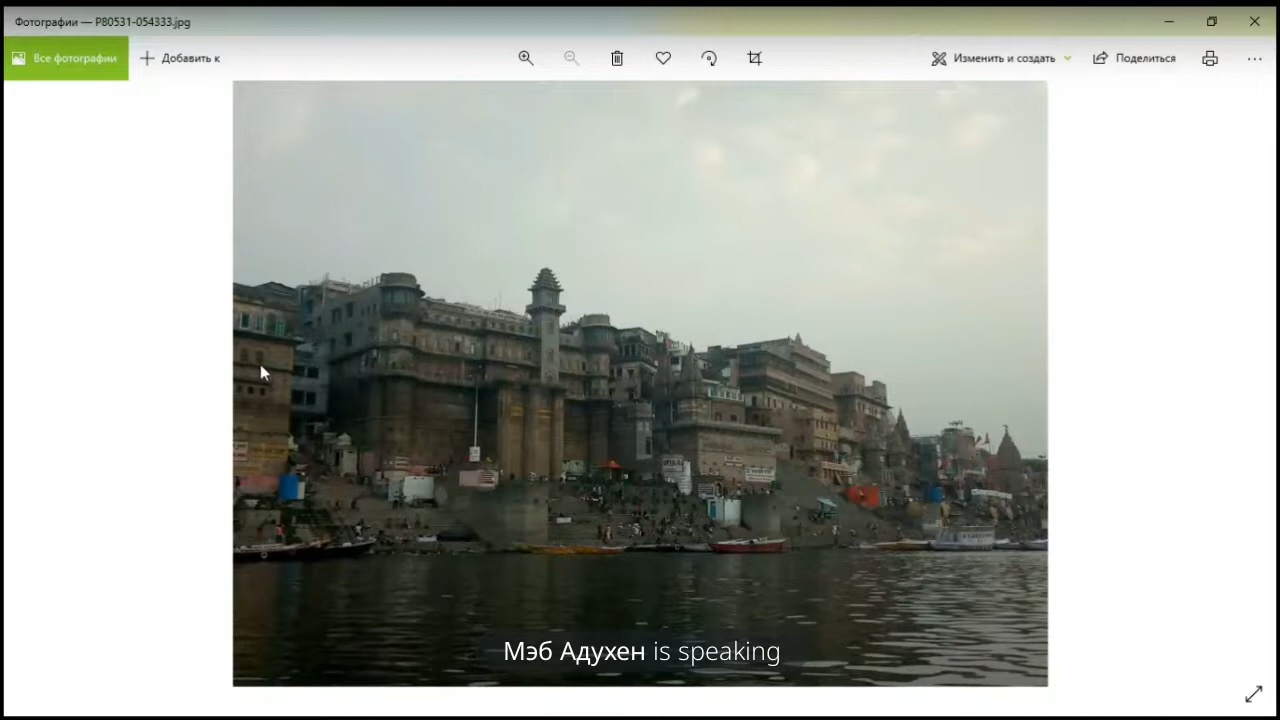 Фотографии — P80531-054333.jpg
Все фотографии
Добавить к
Изменить и создать
Поделиться
Мэб Адухен is speaking